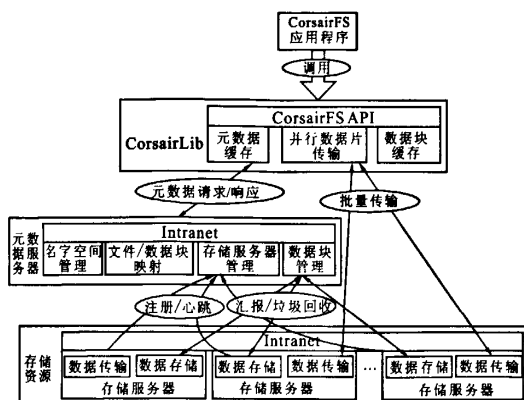 CorsairFS
应用程序
调用
CorsairFS API
CorsairLib
元数据 并行数据片 数据块
缓存 传输 缓存
元数据请求/响应
批量传输
元数据服务器
Intranet
名字空间 文件/数据块 存储服务器 数据块
管理 映射 管理 管理
注册/心跳
汇报/垃圾回收
存储
资源
Intranet
数据传输 数据存储 数据存储 数据传输 … 数据存储 数据传输
存储服务器 存储服务器 存储服务器